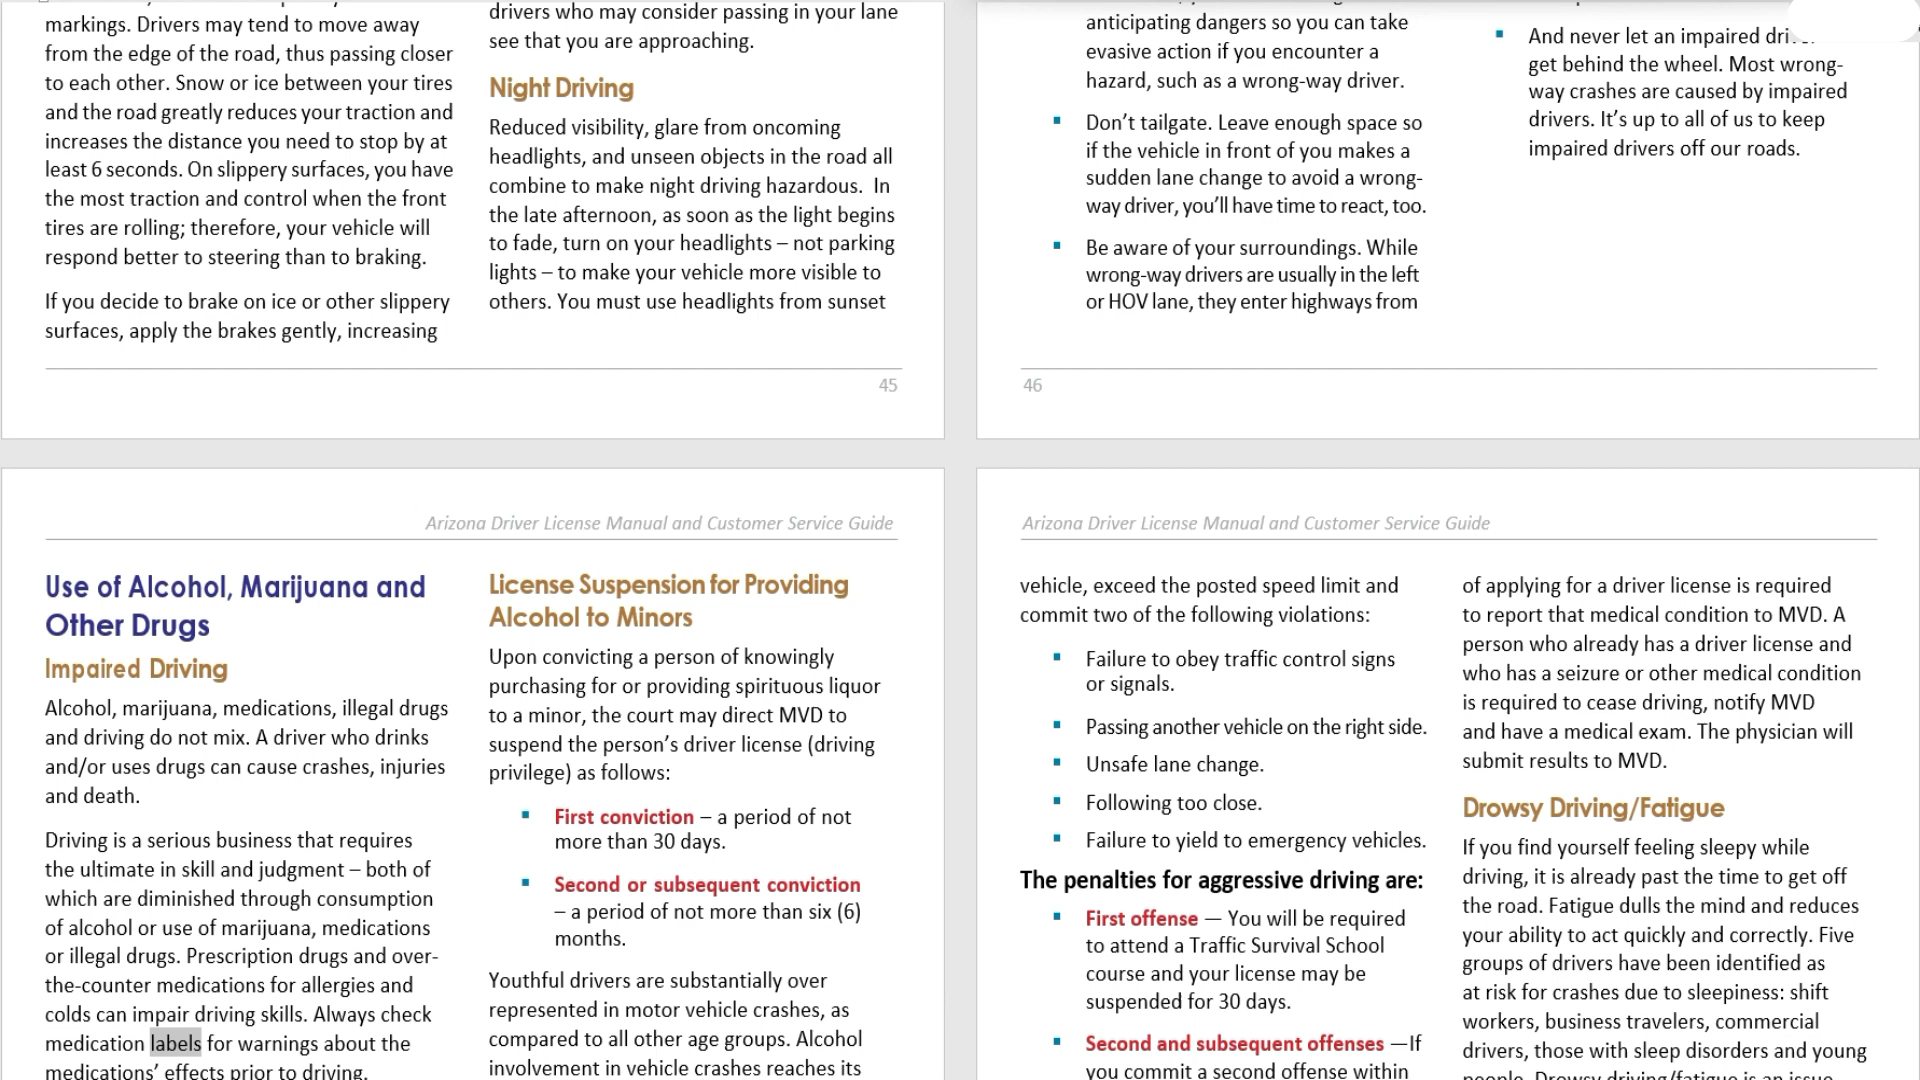 markings. Drivers may tend to move away
from the edge of the road, thus passing closer
to each other. Snow or ice between your tires
and the road greatly reduces your traction and
increases the distance you need to stop by at
least 6 seconds. On slippery surfaces, you have
the most traction and control when the front
tires are rolling; therefore, your vehicle will
respond better to steering than to braking.
If you decide to brake on ice or other slippery
surfaces, apply the brakes gently, increasing
drivers who may consider passing in your lane
see that you are approaching.
Night Driving
Reduced visibility, glare from oncoming
headlights, and unseen objects in the road all
combine to make night driving hazardous.  In
the late afternoon, as soon as the light begins
to fade, turn on your headlights – not parking
lights – to make your vehicle more visible to
others. You must use headlights from sunset
45
anticipating dangers so you can take
evasive action if you encounter a
hazard, such as a wrong-way driver.
Don’t tailgate. Leave enough space so
if the vehicle in front of you makes a
sudden lane change to avoid a wrong-
way driver, you’ll have time to react, too.
Be aware of your surroundings. While
wrong-way drivers are usually in the left
or HOV lane, they enter highways from
And never let an impaired
get behind the wheel. Most wrong-
way crashes are caused by impaired
drivers. It’s up to all of us to keep
impaired drivers off our roads.
46
Arizona Driver License Manual and Customer Service Guide
Use of Alcohol, Marijuana and
Other Drugs
Impaired Driving
Alcohol, marijuana, medications, illegal drugs
and driving do not mix. A driver who drinks
and/or uses drugs can cause crashes, injuries
and death.
Driving is a serious business that requires
the ultimate in skill and judgment – both of
which are diminished through consumption
of alcohol or use of marijuana, medications
or illegal drugs. Prescription drugs and over-
the-counter medications for allergies and
colds can impair driving skills. Always check
medication labels for warnings about the
medications’ effects prior to driving.
License Suspension for Providing
Alcohol to Minors
Upon convicting a person of knowingly
purchasing for or providing spirituous liquor
to a minor, the court may direct MVD to
suspend the person’s driver license (driving
privilege) as follows:
First conviction – a period of not
more than 30 days.
Second or subsequent conviction
– a period of not more than six (6)
months.
Youthful drivers are substantially over
represented in motor vehicle crashes, as
compared to all other age groups. Alcohol
involvement in vehicle crashes reaches its
Arizona Driver License Manual and Customer Service Guide
vehicle, exceed the posted speed limit and
commit two of the following violations:
Failure to obey traffic control signs
or signals.
Passing another vehicle on the right side.
Unsafe lane change.
Following too close.
Failure to yield to emergency vehicles.
The penalties for aggressive driving are:
First offense — You will be required
to attend a Traffic Survival School
course and your license may be
suspended for 30 days.
Second and subsequent offenses —If
you commit a second offense within
of applying for a driver license is required
to report that medical condition to MVD. A
person who already has a driver license and
who has a seizure or other medical condition
is required to cease driving, notify MVD
and have a medical exam. The physician will
submit results to MVD.
Drowsy Driving/Fatigue
If you find yourself feeling sleepy while
driving, it is already past the time to get off
the road. Fatigue dulls the mind and reduces
your ability to act quickly and correctly. Five
groups of drivers have been identified as
at risk for crashes due to sleepiness: shift
workers, business travelers, commercial
drivers, those with sleep disorders and young
people. Drowsy driving/fatigue is an issue